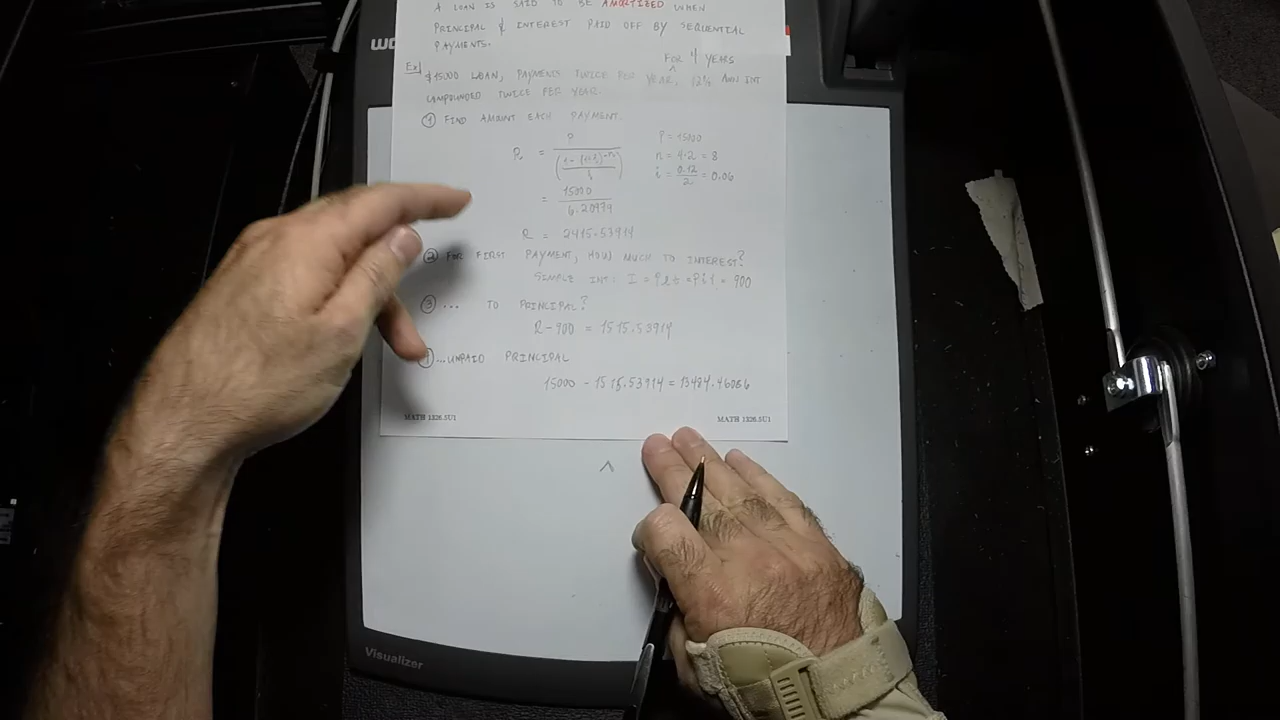 A LOAN IS SAID TO BE AMORTIZED WHEN
PRINCIPAL & INTEREST PAID OFF BY SEQUENTIAL
PAYMENTS.
FOR 4 YEARS
Ex) $15000 LOAN, PAYMENTS TWICE PER YEAR, ^ 12% ANN INT
COMPOUNDED TWICE PER YEAR.
① FIND AMOUNT EACH PAYMENT.
P = 15000
n = 4·2 = 8
i = 0.12/2 = 0.06
= 15000 / 6.20979
R = 2415.53914
② FOR FIRST PAYMENT, HOW MUCH TO INTEREST?
SIMPLE INT: I = Prt = Pi1 = 900
③ ... TO PRINCIPAL?
R - 900 = 1515.53914
④ ...UNPAID PRINCIPAL
15000 - 1515.53914 = 13484.46086
MATH 1326.5U1 MATH 1326.5U1
^
Visualizer